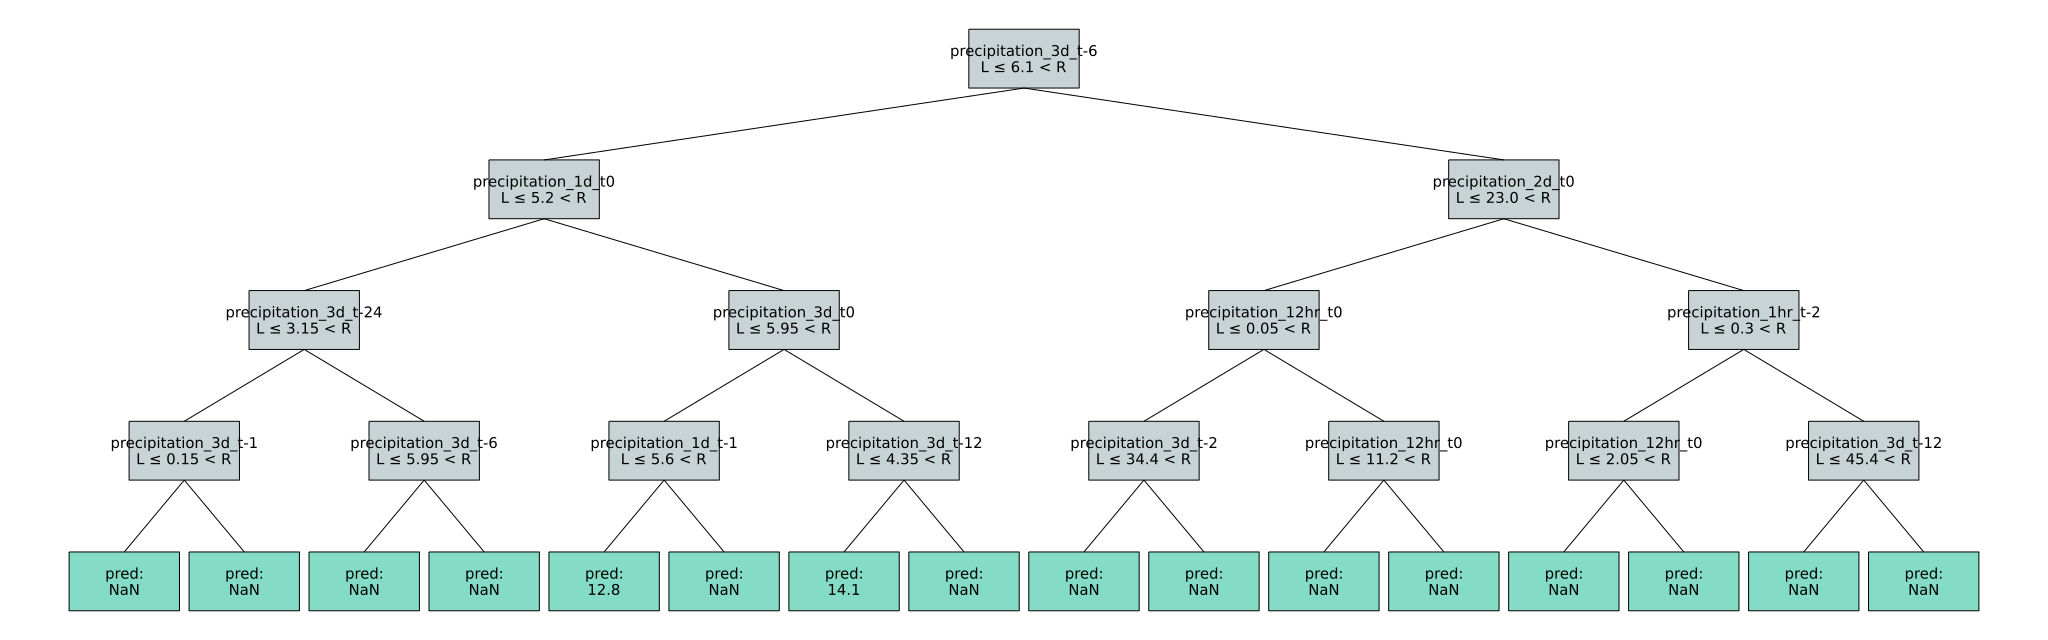 precipitation_3d_t-6
L ≤ 6.1 < R
precipitation_1d_t0
L ≤ 5.2 < R
precipitation_2d_t0
L ≤ 23.0 < R
precipitation_3d_t-24
L ≤ 3.15 < R
precipitation_3d_t0
L ≤ 5.95 < R
precipitation_12hr_t0
L ≤ 0.05 < R
precipitation_1hr_t-2
L ≤ 0.3 < R
precipitation_3d_t-1
L ≤ 0.15 < R
precipitation_3d_t-6
L ≤ 5.95 < R
precipitation_1d_t-1
L ≤ 5.6 < R
precipitation_3d_t-12
L ≤ 4.35 < R
precipitation_3d_t-2
L ≤ 34.4 < R
precipitation_12hr_t0
L ≤ 11.2 < R
precipitation_12hr_t0
L ≤ 2.05 < R
precipitation_3d_t-12
L ≤ 45.4 < R
pred:
NaN
pred:
NaN
pred:
NaN
pred:
NaN
pred:
12.8
pred:
NaN
pred:
14.1
pred:
NaN
pred:
NaN
pred:
NaN
pred:
NaN
pred:
NaN
pred:
NaN
pred:
NaN
pred:
NaN
pred:
NaN